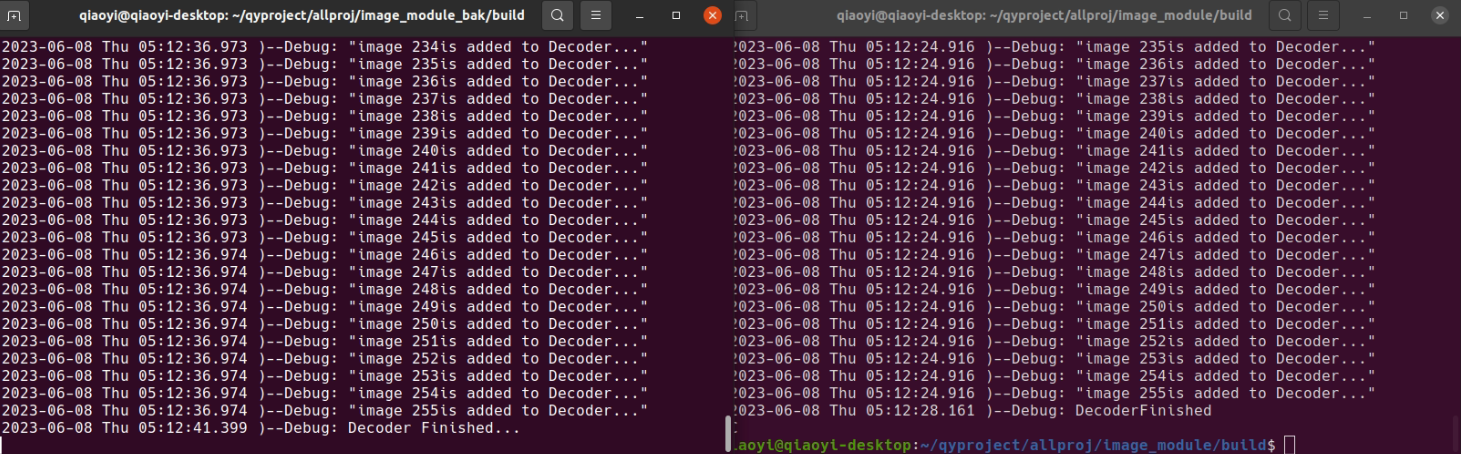 qiaoyi@qiaoyi-desktop: ~/qyproject/allproj/image_module_bak/build
2023-06-08 Thu 05:12:36.973 )--Debug: "image 234is added to Decoder..."
2023-06-08 Thu 05:12:36.973 )--Debug: "image 235is added to Decoder..."
2023-06-08 Thu 05:12:36.973 )--Debug: "image 236is added to Decoder..."
2023-06-08 Thu 05:12:36.973 )--Debug: "image 237is added to Decoder..."
2023-06-08 Thu 05:12:36.973 )--Debug: "image 238is added to Decoder..."
2023-06-08 Thu 05:12:36.973 )--Debug: "image 239is added to Decoder..."
2023-06-08 Thu 05:12:36.973 )--Debug: "image 240is added to Decoder..."
2023-06-08 Thu 05:12:36.973 )--Debug: "image 241is added to Decoder..."
2023-06-08 Thu 05:12:36.973 )--Debug: "image 242is added to Decoder..."
2023-06-08 Thu 05:12:36.973 )--Debug: "image 243is added to Decoder..."
2023-06-08 Thu 05:12:36.973 )--Debug: "image 244is added to Decoder..."
2023-06-08 Thu 05:12:36.973 )--Debug: "image 245is added to Decoder..."
2023-06-08 Thu 05:12:36.974 )--Debug: "image 246is added to Decoder..."
2023-06-08 Thu 05:12:36.974 )--Debug: "image 247is added to Decoder..."
2023-06-08 Thu 05:12:36.974 )--Debug: "image 248is added to Decoder..."
2023-06-08 Thu 05:12:36.974 )--Debug: "image 249is added to Decoder..."
2023-06-08 Thu 05:12:36.974 )--Debug: "image 250is added to Decoder..."
2023-06-08 Thu 05:12:36.974 )--Debug: "image 251is added to Decoder..."
2023-06-08 Thu 05:12:36.974 )--Debug: "image 252is added to Decoder..."
2023-06-08 Thu 05:12:36.974 )--Debug: "image 253is added to Decoder..."
2023-06-08 Thu 05:12:36.974 )--Debug: "image 254is added to Decoder..."
2023-06-08 Thu 05:12:36.974 )--Debug: "image 255is added to Decoder..."
2023-06-08 Thu 05:12:41.399 )--Debug: Decoder Finished...
qiaoyi@qiaoyi-desktop: ~/qyproject/allproj/image_module/build
2023-06-08 Thu 05:12:24.916 )--Debug: "image 235is added to Decoder..."
2023-06-08 Thu 05:12:24.916 )--Debug: "image 236is added to Decoder..."
2023-06-08 Thu 05:12:24.916 )--Debug: "image 237is added to Decoder..."
2023-06-08 Thu 05:12:24.916 )--Debug: "image 238is added to Decoder..."
2023-06-08 Thu 05:12:24.916 )--Debug: "image 239is added to Decoder..."
2023-06-08 Thu 05:12:24.916 )--Debug: "image 240is added to Decoder..."
2023-06-08 Thu 05:12:24.916 )--Debug: "image 241is added to Decoder..."
2023-06-08 Thu 05:12:24.916 )--Debug: "image 242is added to Decoder..."
2023-06-08 Thu 05:12:24.916 )--Debug: "image 243is added to Decoder..."
2023-06-08 Thu 05:12:24.916 )--Debug: "image 244is added to Decoder..."
2023-06-08 Thu 05:12:24.916 )--Debug: "image 245is added to Decoder..."
2023-06-08 Thu 05:12:24.916 )--Debug: "image 246is added to Decoder..."
2023-06-08 Thu 05:12:24.916 )--Debug: "image 247is added to Decoder..."
2023-06-08 Thu 05:12:24.916 )--Debug: "image 248is added to Decoder..."
2023-06-08 Thu 05:12:24.916 )--Debug: "image 249is added to Decoder..."
2023-06-08 Thu 05:12:24.916 )--Debug: "image 250is added to Decoder..."
2023-06-08 Thu 05:12:24.916 )--Debug: "image 251is added to Decoder..."
2023-06-08 Thu 05:12:24.916 )--Debug: "image 252is added to Decoder..."
2023-06-08 Thu 05:12:24.916 )--Debug: "image 253is added to Decoder..."
2023-06-08 Thu 05:12:24.916 )--Debug: "image 254is added to Decoder..."
2023-06-08 Thu 05:12:24.916 )--Debug: "image 255is added to Decoder..."
2023-06-08 Thu 05:12:28.161 )--Debug: DecoderFinished
iaoyi@qiaoyi-desktop:~/qyproject/allproj/image_module/build$